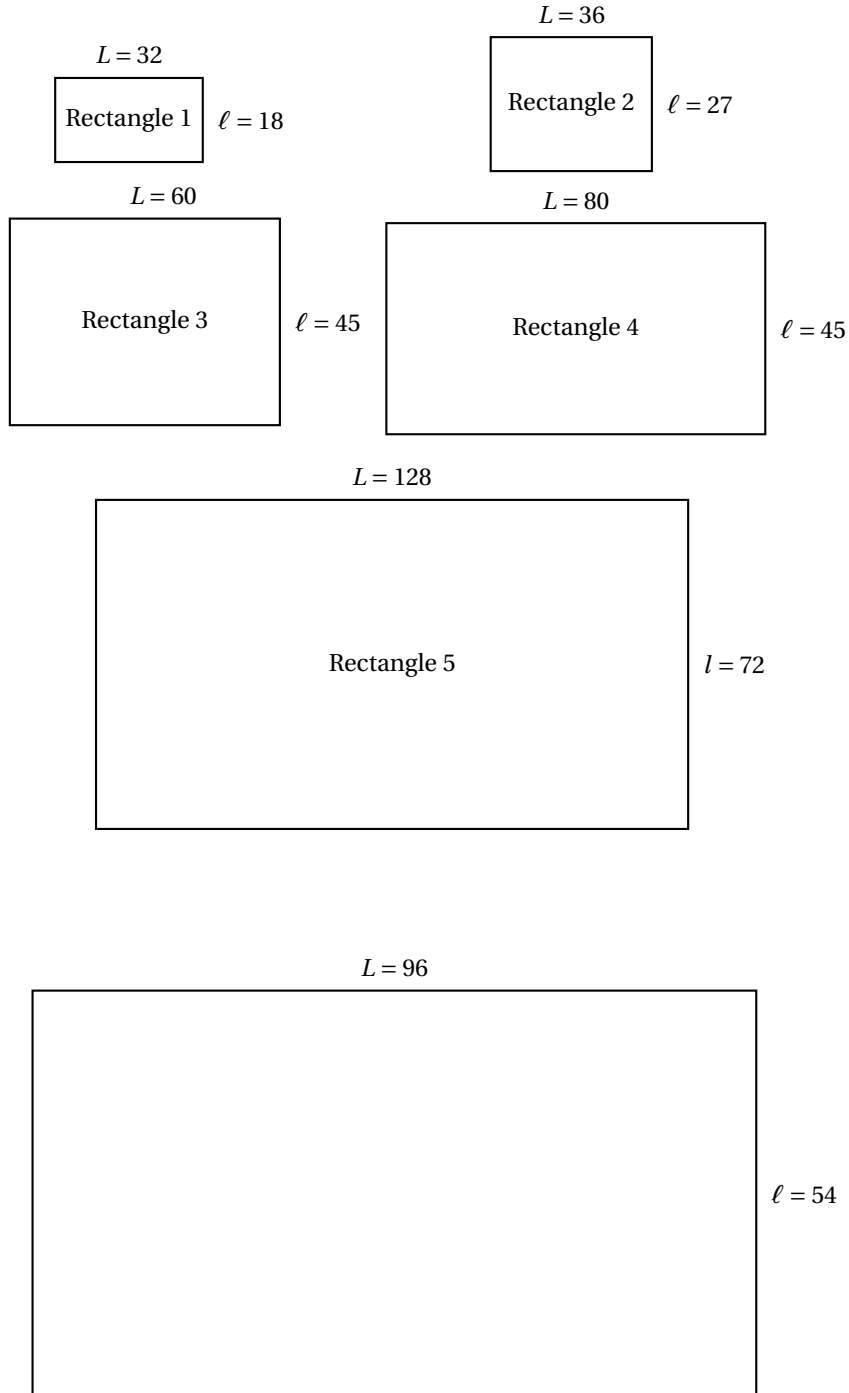 L = 36
L = 32
Rectangle 1
ℓ = 18
Rectangle 2
ℓ = 27
L = 60
L = 80
Rectangle 3
ℓ = 45
Rectangle 4
ℓ = 45
L = 128
Rectangle 5
l = 72
L = 96
ℓ = 54